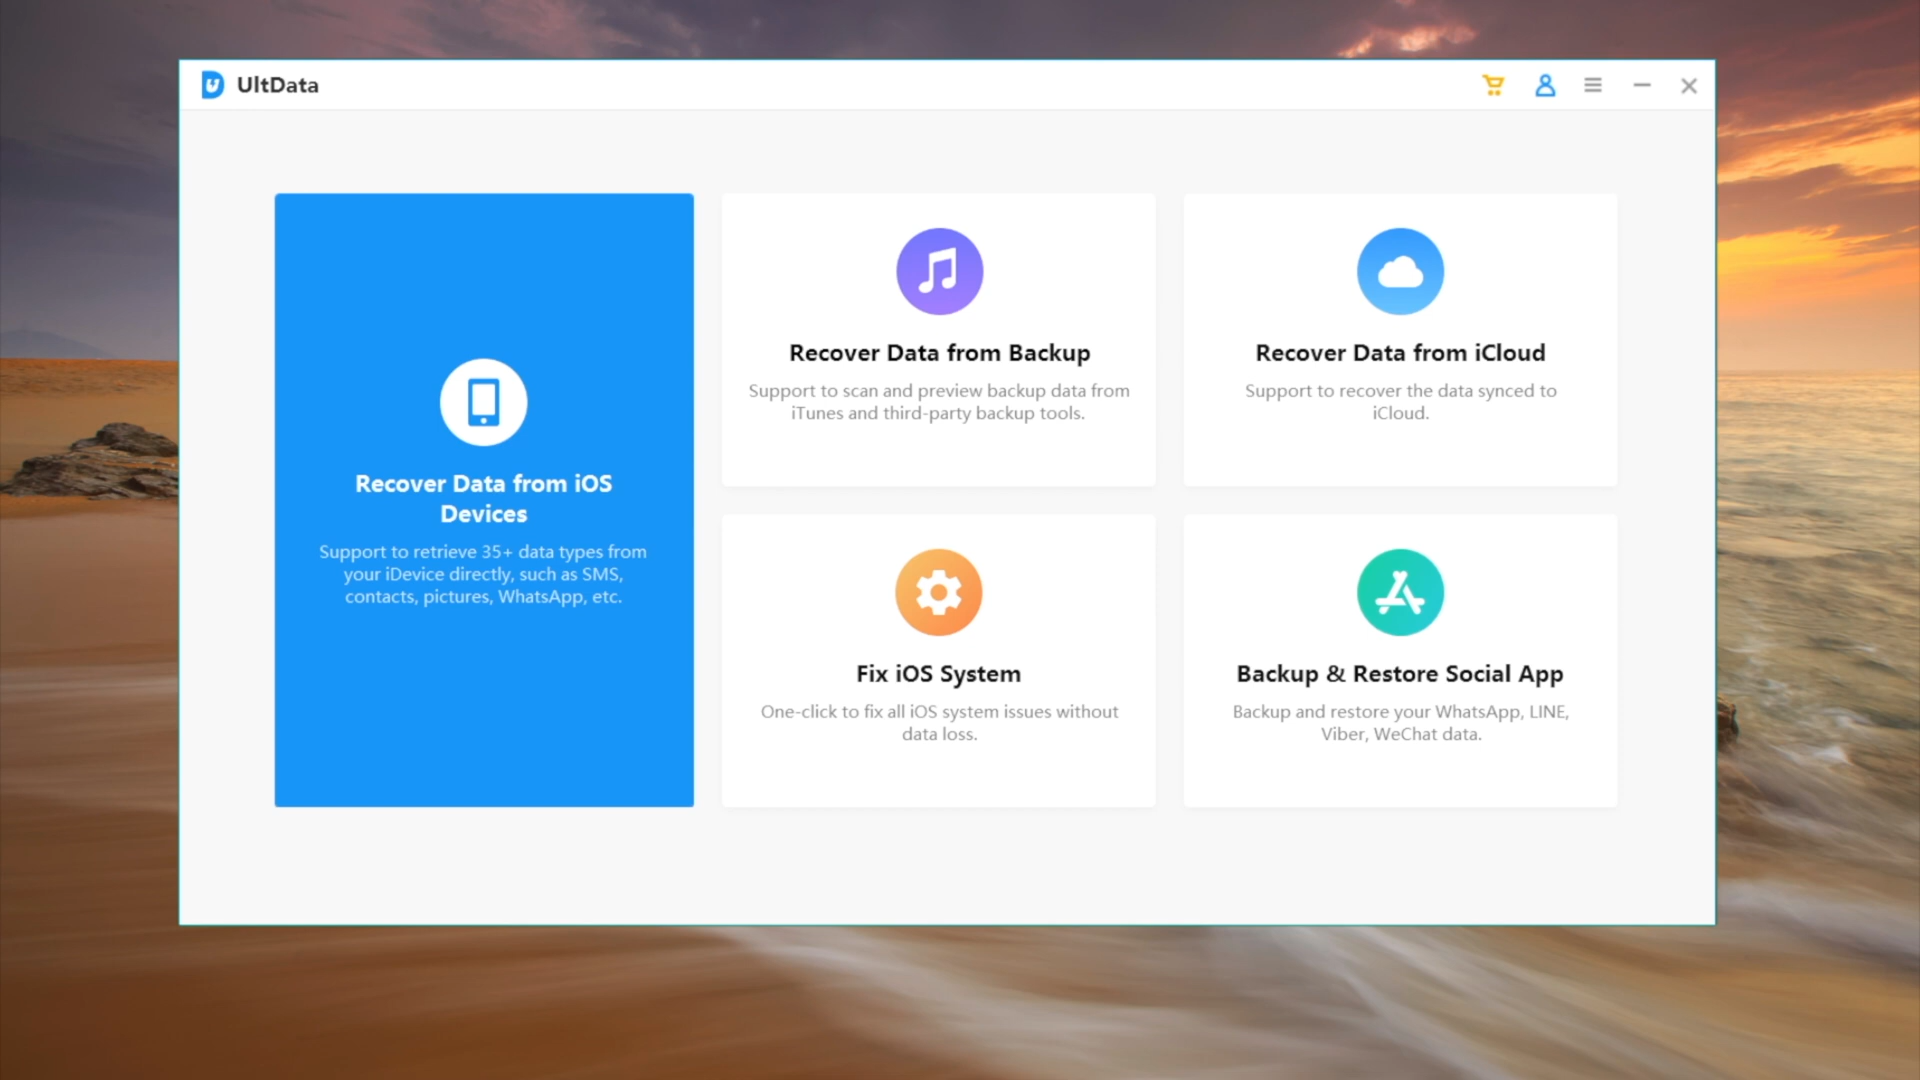 UltData
Recover Data from iOS
Devices
Support to retrieve 35+ data types from
your iDevice directly, such as SMS,
contacts, pictures, WhatsApp, etc.
Recover Data from Backup
Support to scan and preview backup data from
iTunes and third-party backup tools.
Recover Data from iCloud
Support to recover the data synced to
iCloud.
Fix iOS System
One-click to fix all iOS system issues without
data loss.
Backup & Restore Social App
Backup and restore your WhatsApp, LINE,
Viber, WeChat data.